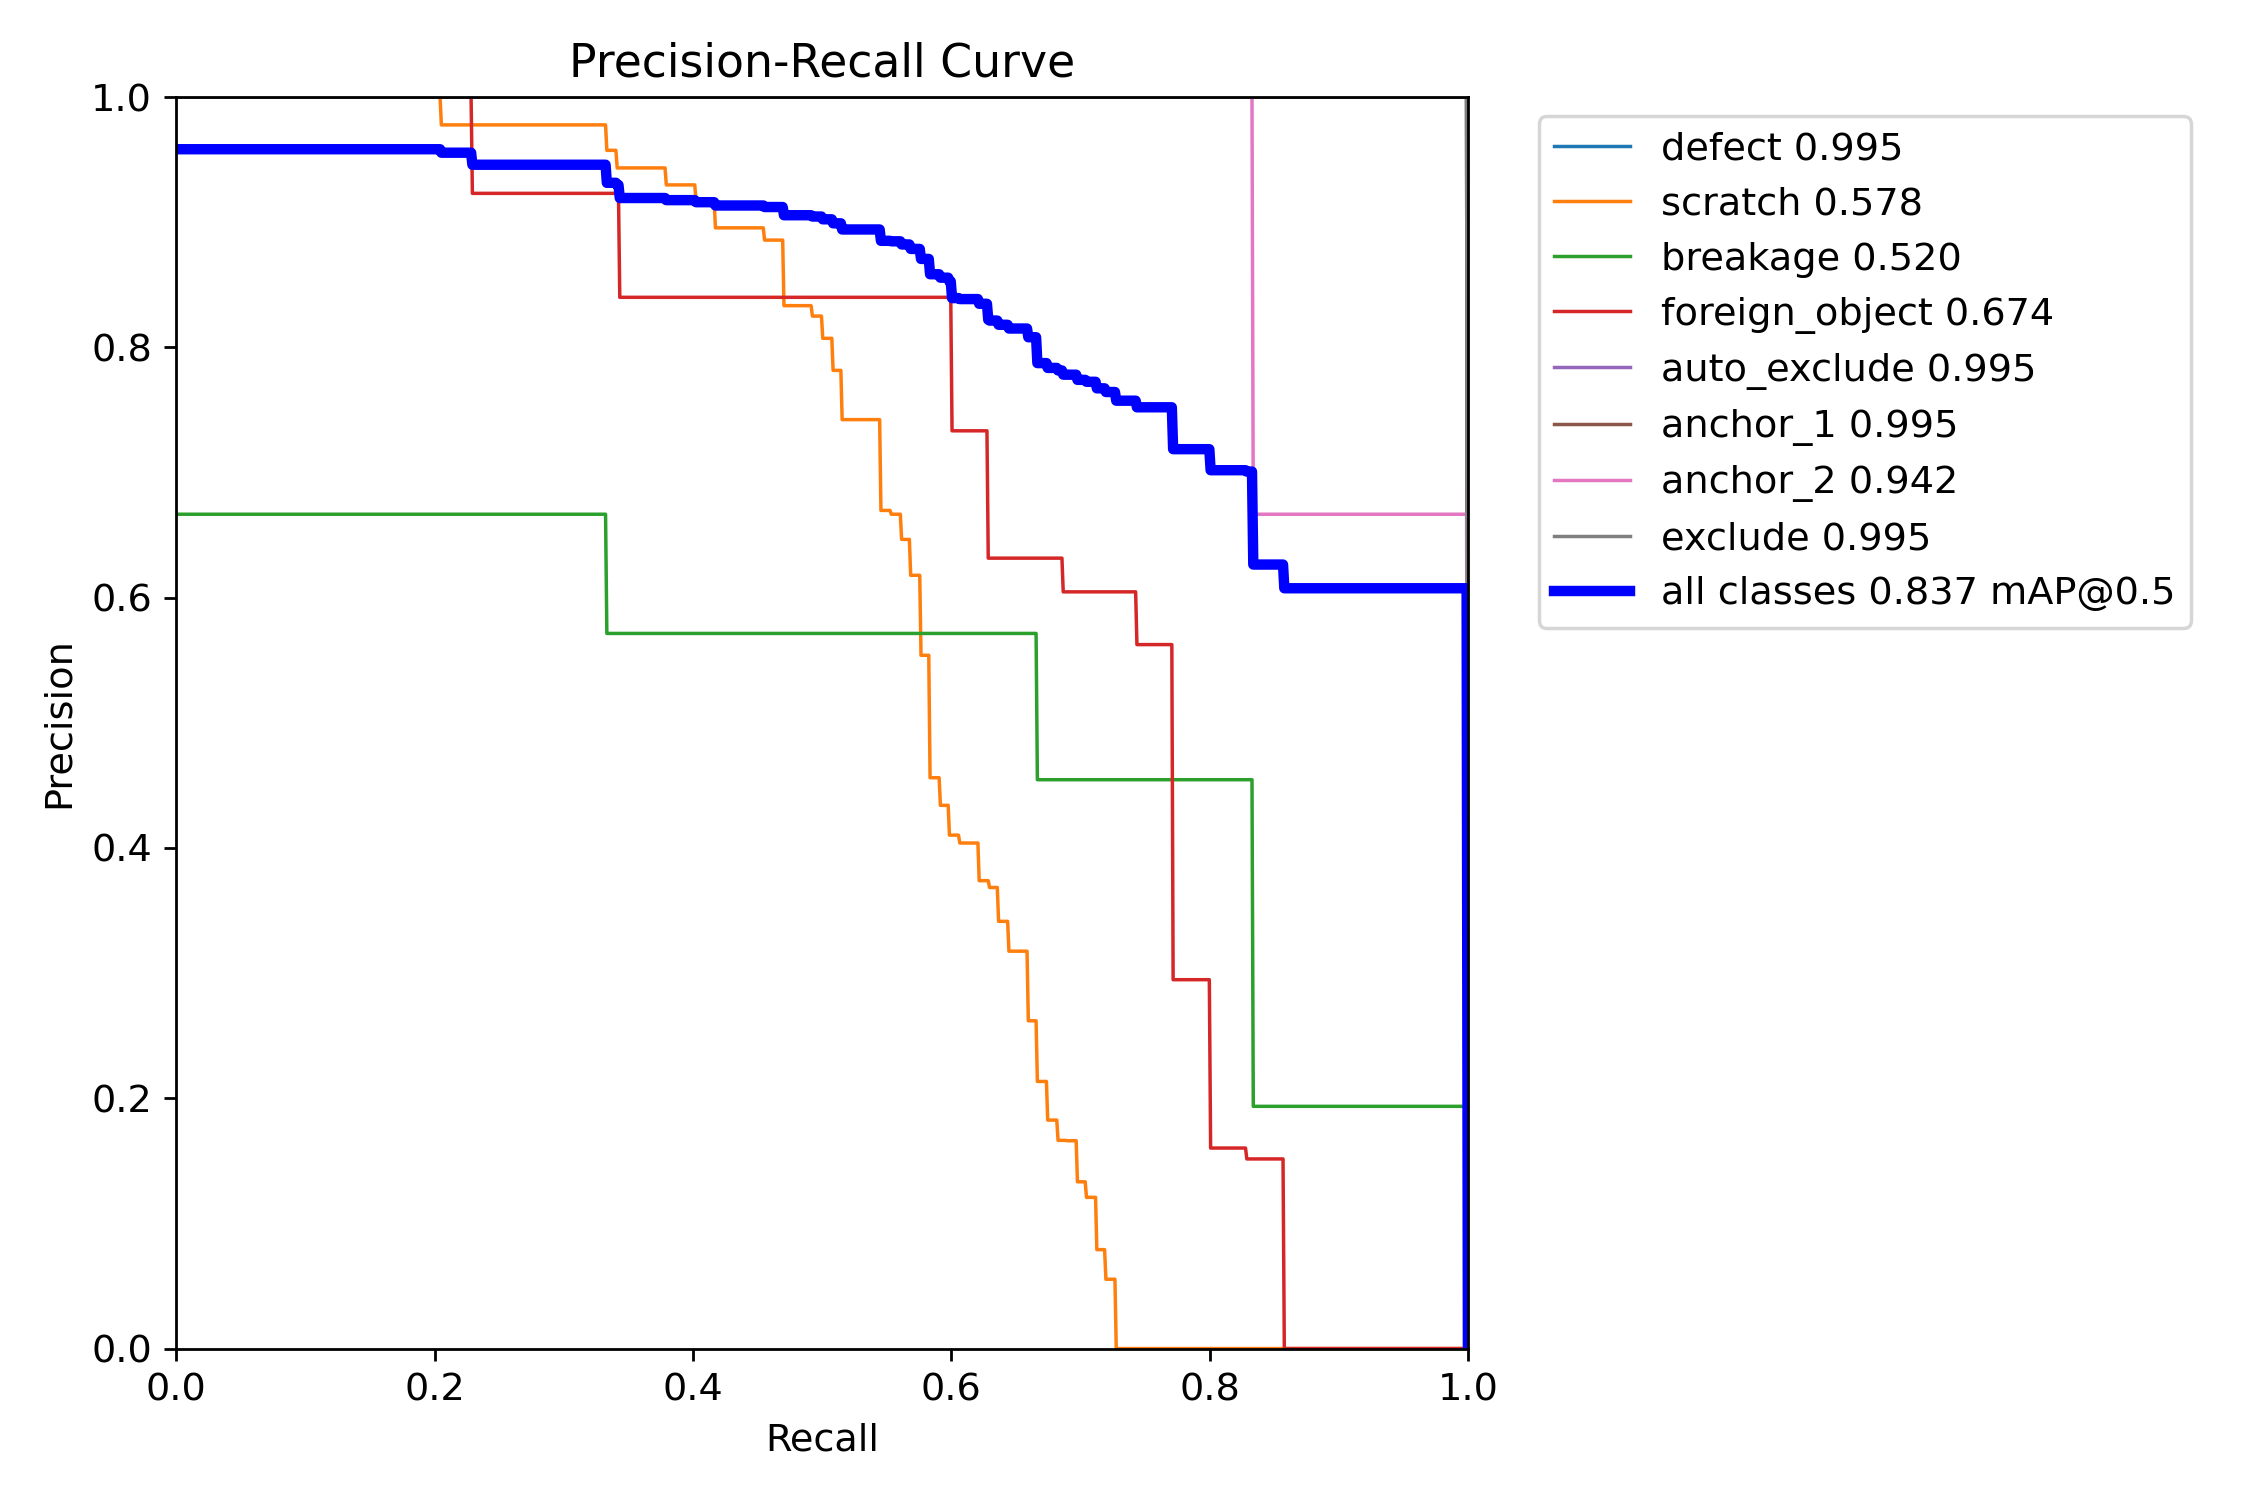 Precision-Recall Curve
1.0
0.8
0.6
0.4
0.2
0.0
Precision
0.0 0.2 0.4 0.6 0.8 1.0
Recall
defect 0.995
scratch 0.578
breakage 0.520
foreign_object 0.674
auto_exclude 0.995
anchor_1 0.995
anchor_2 0.942
exclude 0.995
all classes 0.837 mAP@0.5